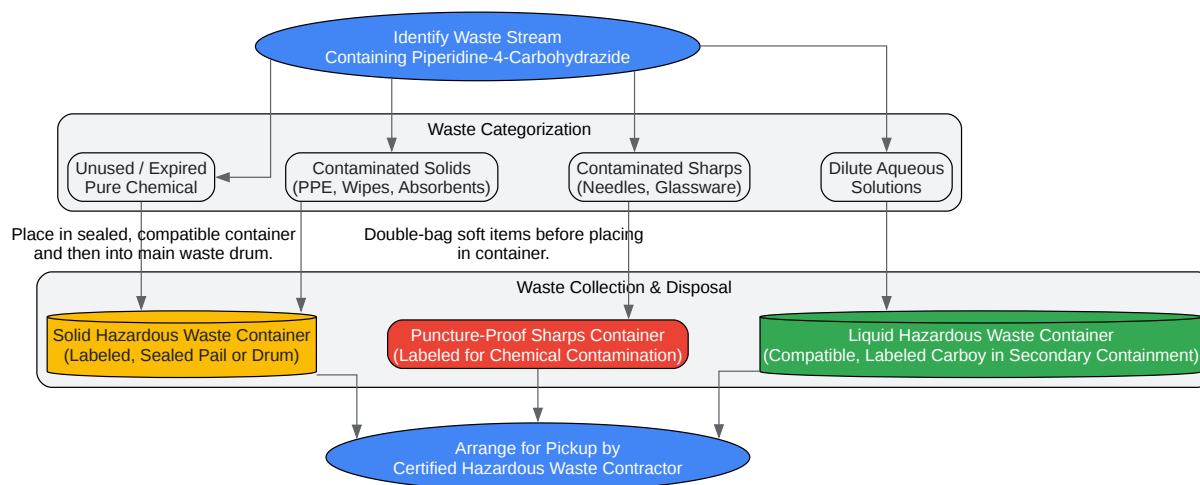 Identify Waste Stream
Containing Piperidine-4-Carbohydrazide
Waste Categorization
Unused / Expired
Pure Chemical
Contaminated Solids
(PPE, Wipes, Absorbents)
Contaminated Sharps
(Needles, Glassware)
Dilute Aqueous
Solutions
Place in sealed, compatible container
and then into main waste drum.
Double-bag soft items before placing
in container.
Waste Collection & Disposal
Solid Hazardous Waste Container
(Labeled, Sealed Pail or Drum)
Puncture-Proof Sharps Container
(Labeled for Chemical Contamination)
Liquid Hazardous Waste Container
(Compatible, Labeled Carboy in Secondary Containment)
Arrange for Pickup by
Certified Hazardous Waste Contractor